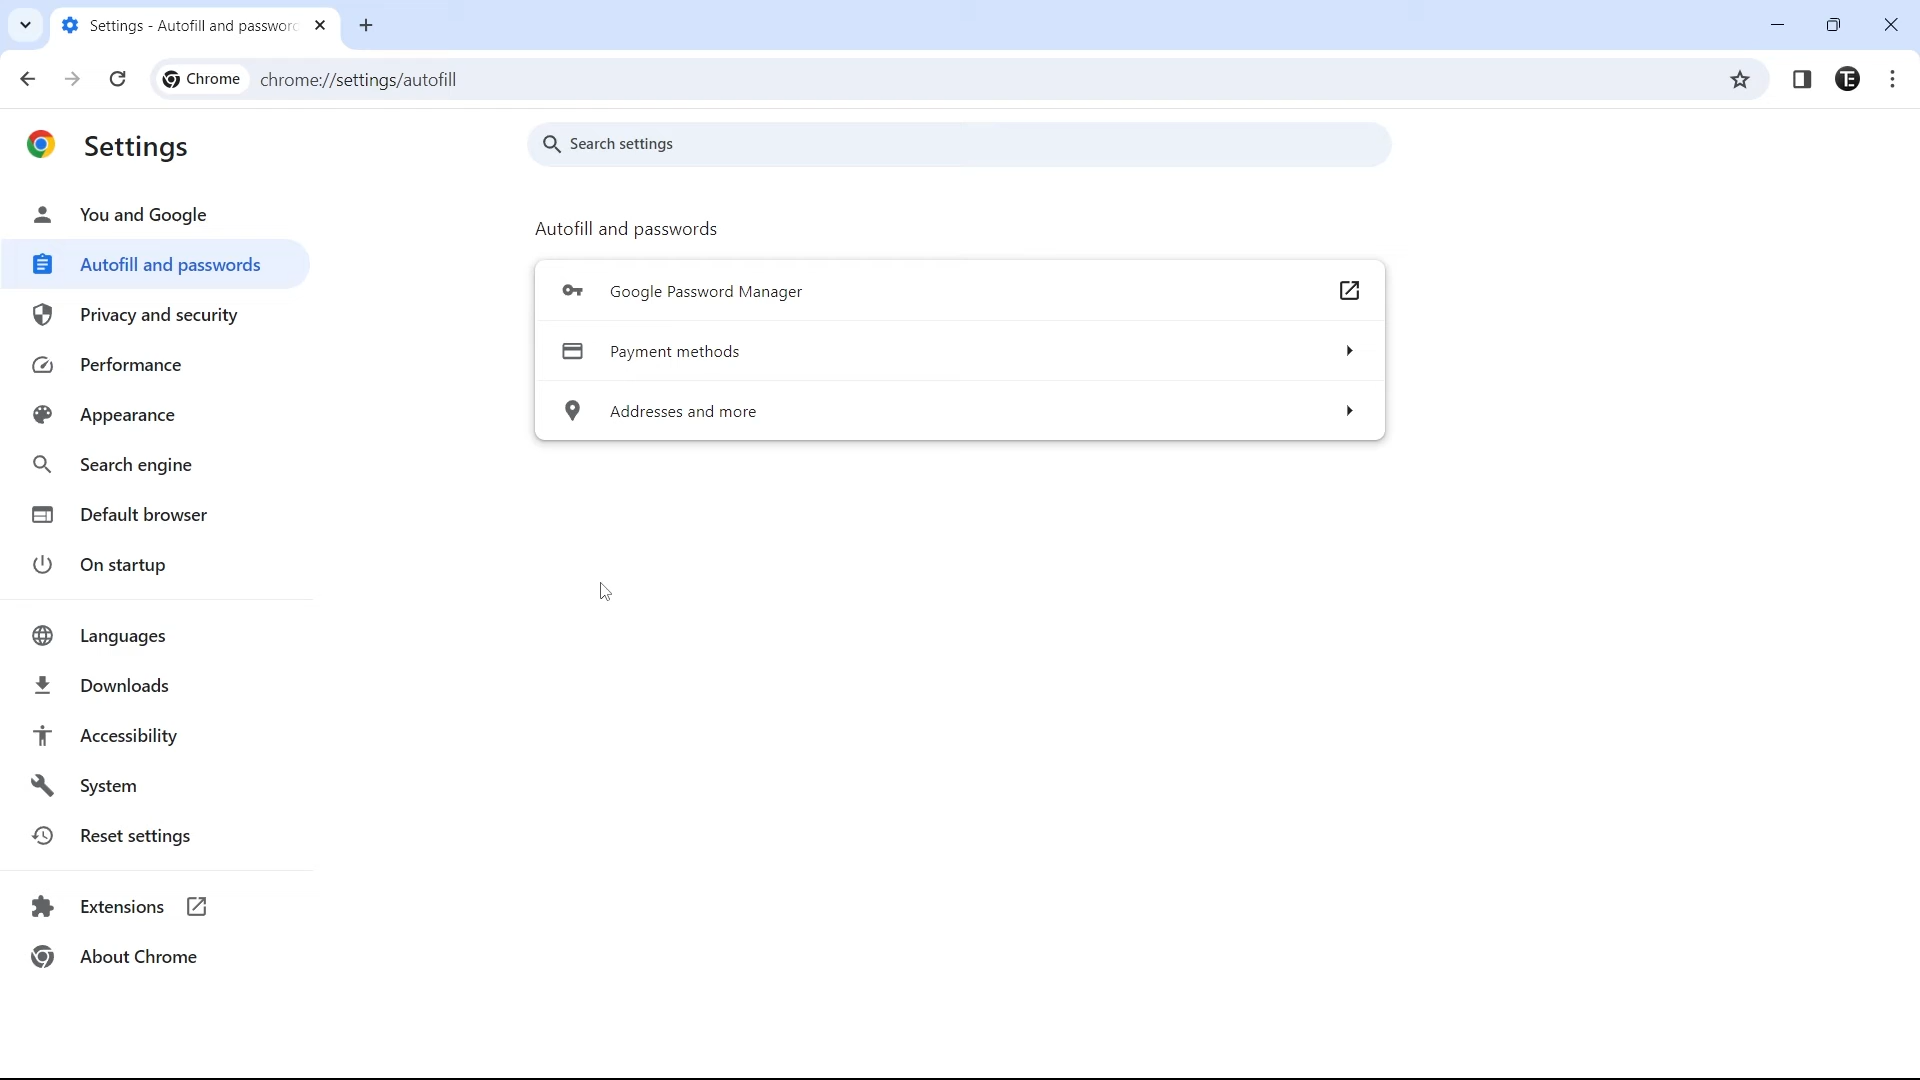 Settings - Autofill and passwor
Chrome
chrome://settings/autofill
Settings
Search settings
You and Google
Autofill and passwords
Privacy and security
Performance
Appearance
Search engine
Default browser
On startup
Languages
Downloads
Accessibility
System
Reset settings
Extensions
About Chrome
Autofill and passwords
Google Password Manager
Payment methods
Addresses and more